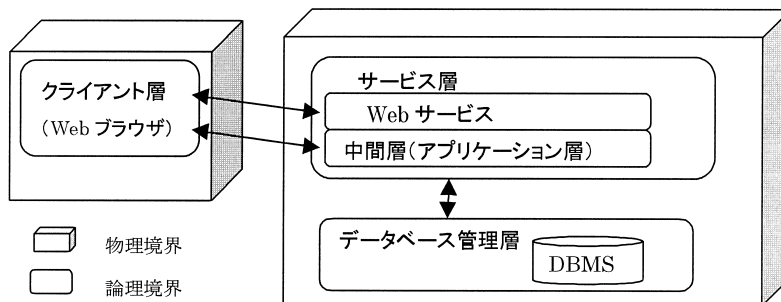 クライアント層
(Web ブラウザ)
サービス層
Web サービス
中間層(アプリケーション層)
データベース管理層
DBMS
物理境界
論理境界